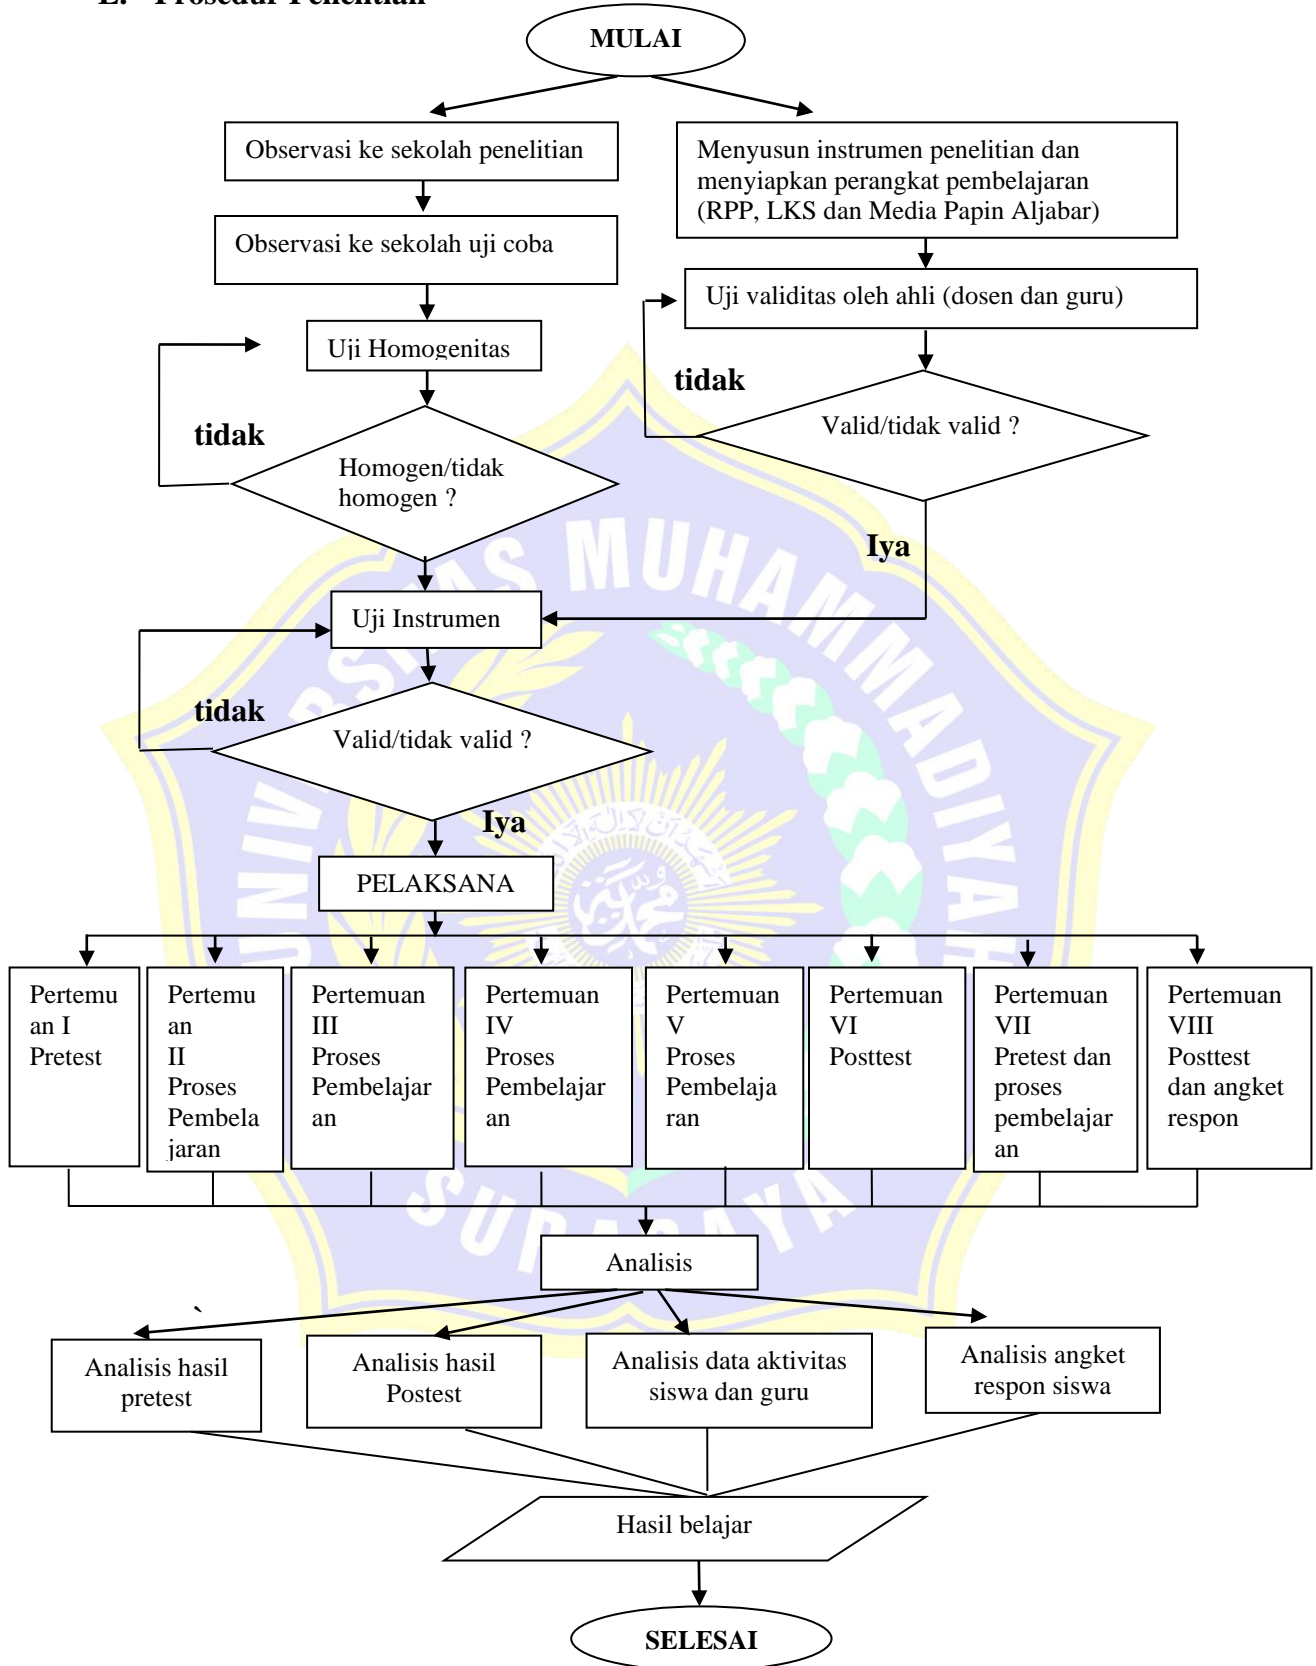 E. Prosedur Penelitian
MULAI
Observasi ke sekolah penelitian
Menyusun instrumen penelitian dan
menyiapkan perangkat pembelajaran
(RPP, LKS dan Media Papin Aljabar)
Observasi ke sekolah uji coba
Uji validitas oleh ahli (dosen dan guru)
Uji Homogenitas
tidak
Valid/tidak valid ?
tidak
Homogen/tidak
homogen ?
Iya
Uji Instrumen
tidak
Valid/tidak valid ?
Iya
PELAKSANA
Pertemu
an I
Pretest
Pertemu
an
II
Proses
Pembela
jaran
Pertemuan
III
Proses
Pembelajar
an
Pertemuan
IV
Proses
Pembelajar
an
Pertemuan
V
Proses
Pembelaja
ran
Pertemuan
VI
Posttest
Pertemuan
VII
Pretest dan
proses
pembelajar
an
Pertemuan
VIII
Posttest
dan angket
respon
Analisis
`
Analisis hasil
pretest
Analisis hasil
Postest
Analisis data aktivitas
siswa dan guru
Analisis angket
respon siswa
Hasil belajar
SELESAI
MUHAMMADIYAH